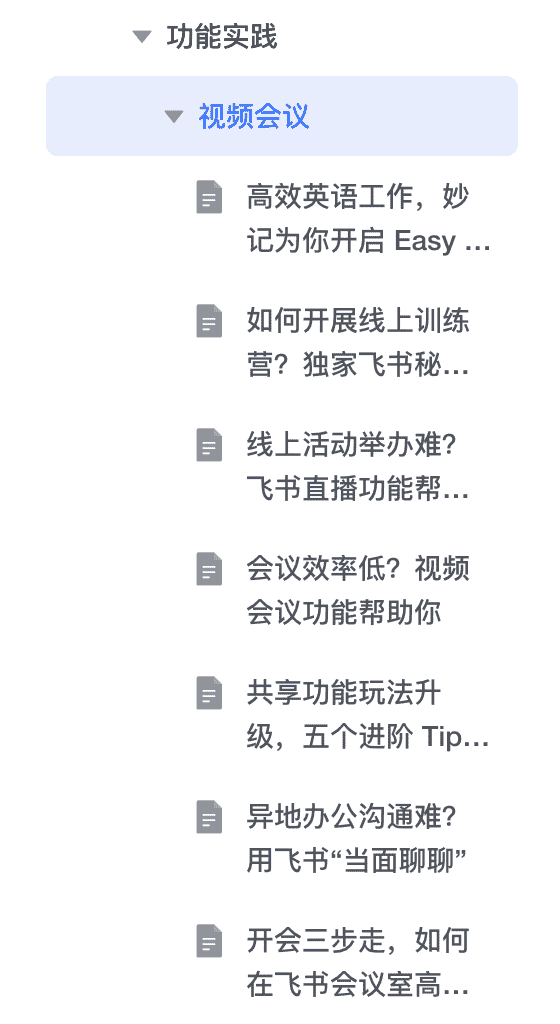 功能实践
视频会议
高效英语工作，妙
记为你开启 Easy ...
如何开展线上训练
营？独家飞书秘...
线上活动举办难？
飞书直播功能帮...
会议效率低？视频
会议功能帮助你
共享功能玩法升
级，五个进阶 Tip...
异地办公沟通难？
用飞书“当面聊聊”
开会三步走，如何
在飞书会议室高...